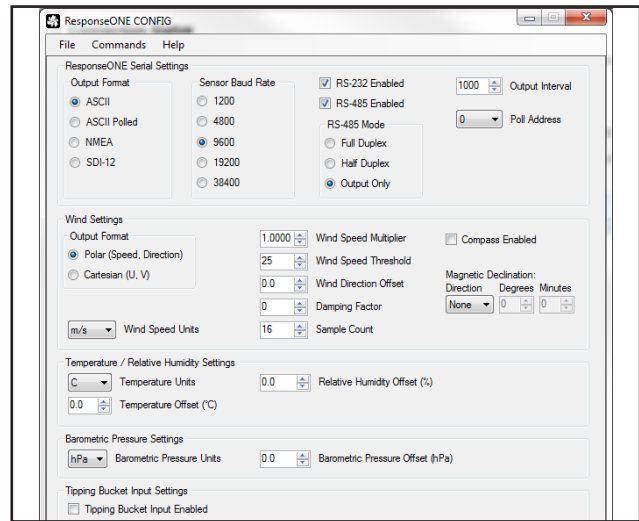 ResponseONE CONFIG
File Commands Help
ResponseONE Serial Settings
Output Format
ASCII
ASCII Polled
NMEA
SDI-12
Sensor Baud Rate
1200
4800
9600
19200
38400
RS-232 Enabled
RS-485 Enabled
RS-485 Mode
Full Duplex
Half Duplex
Output Only
1000 Output Interval
0 Poll Address
Wind Settings
Output Format
Polar (Speed, Direction)
Cartesian (U, V)
m/s Wind Speed Units
1.0000 Wind Speed Multiplier
25 Wind Speed Threshold
0.0 Wind Direction Offset
0 Damping Factor
16 Sample Count
Compass Enabled
Magnetic Declination:
Direction Degrees Minutes
None 0 0
Temperature / Relative Humidity Settings
C Temperature Units
0.0 Relative Humidity Offset (%)
0.0 Temperature Offset (°C)
Barometric Pressure Settings
hPa Barometric Pressure Units
0.0 Barometric Pressure Offset (hPa)
Tipping Bucket Input Settings
Tipping Bucket Input Enabled